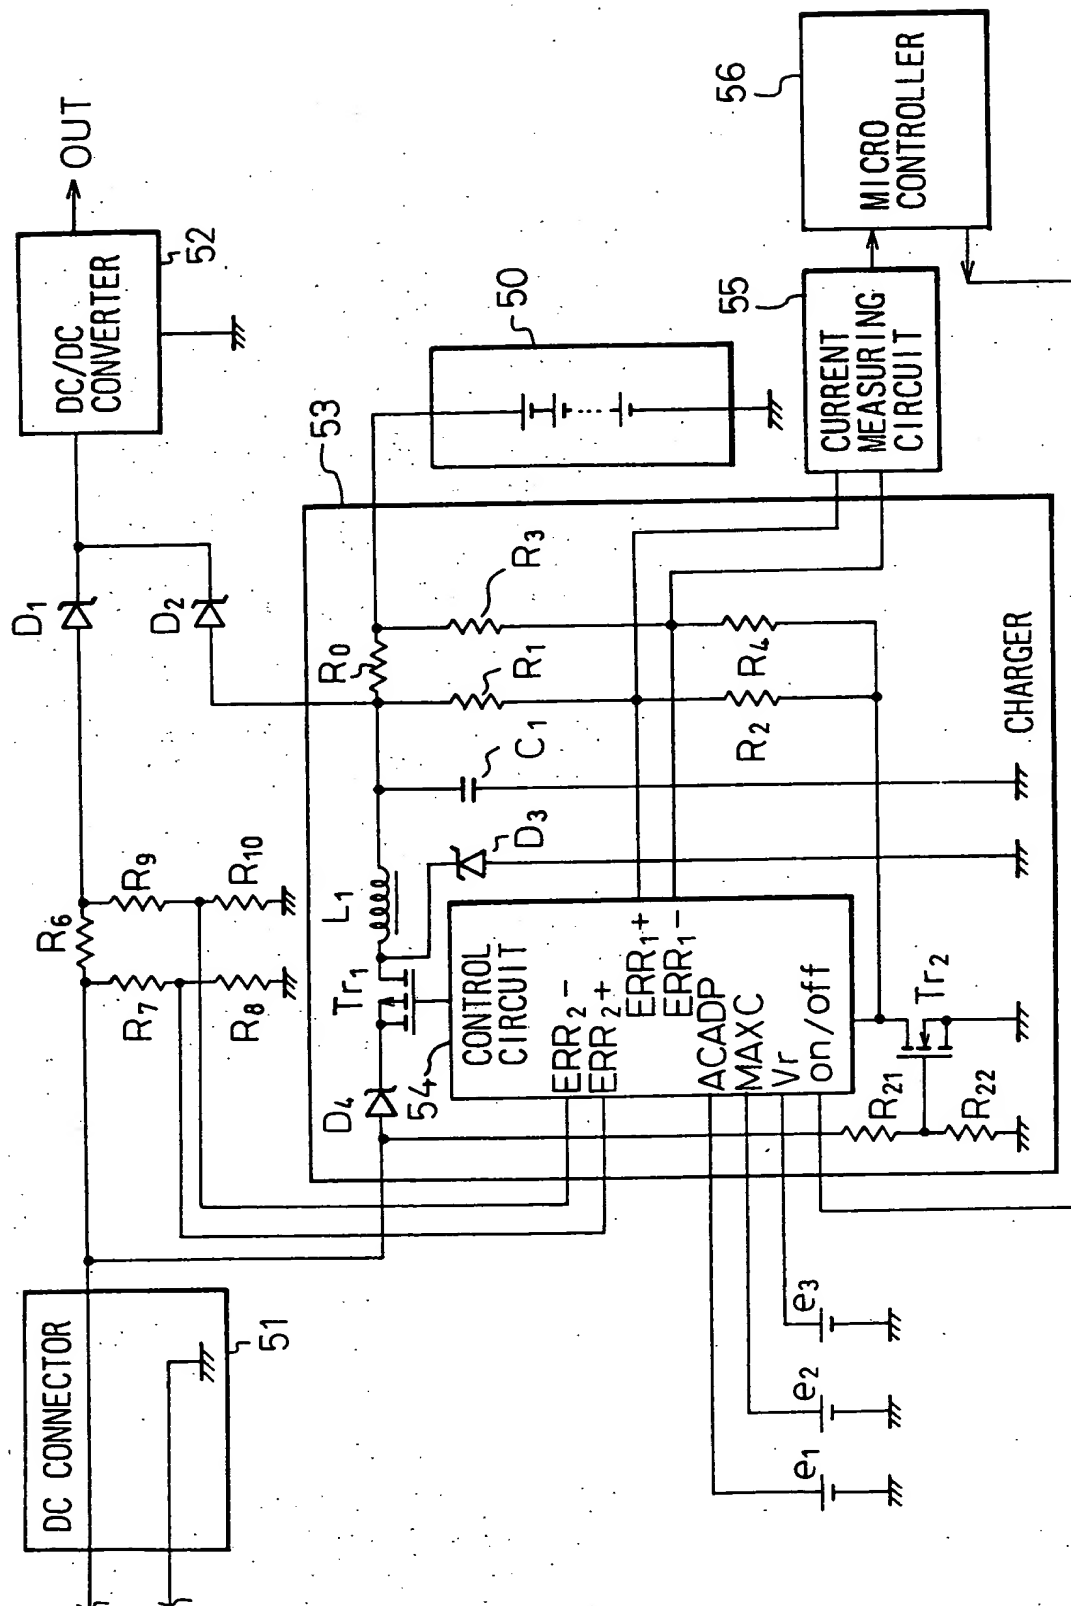 DC CONNECTOR
51
R6
R7
R8
R9
R10
D1
D2
DC/DC
CONVERTER
52
OUT
D4
Tr1
L1
R0
53
50
54
CONTROL
CIRCUIT
ERR2-
ERR2+
ERR1+
ERR1-
ACADP
MAXC
Vr
on/off
D3
C1
R1
R3
R2
R4
CHARGER
R21
R22
Tr2
e1
e2
e3
CURRENT
MEASURING
CIRCUIT
55
MICRO
CONTROLLER
56